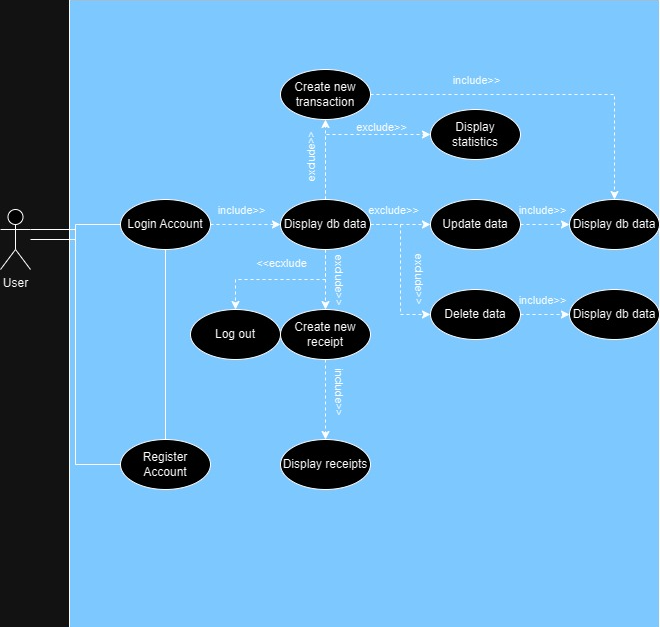 include>>
Create new
transaction
exclude>>
exclude>>
Display
statistics
Login Account
include>>
Display db data
exclude>>
Update data
include>>
Display db data
User
<<ecxlude
exclude>>
exclude>>
Log out
Create new
receipt
Delete data
include>>
Display db data
include>>
Register
Account
Display receipts